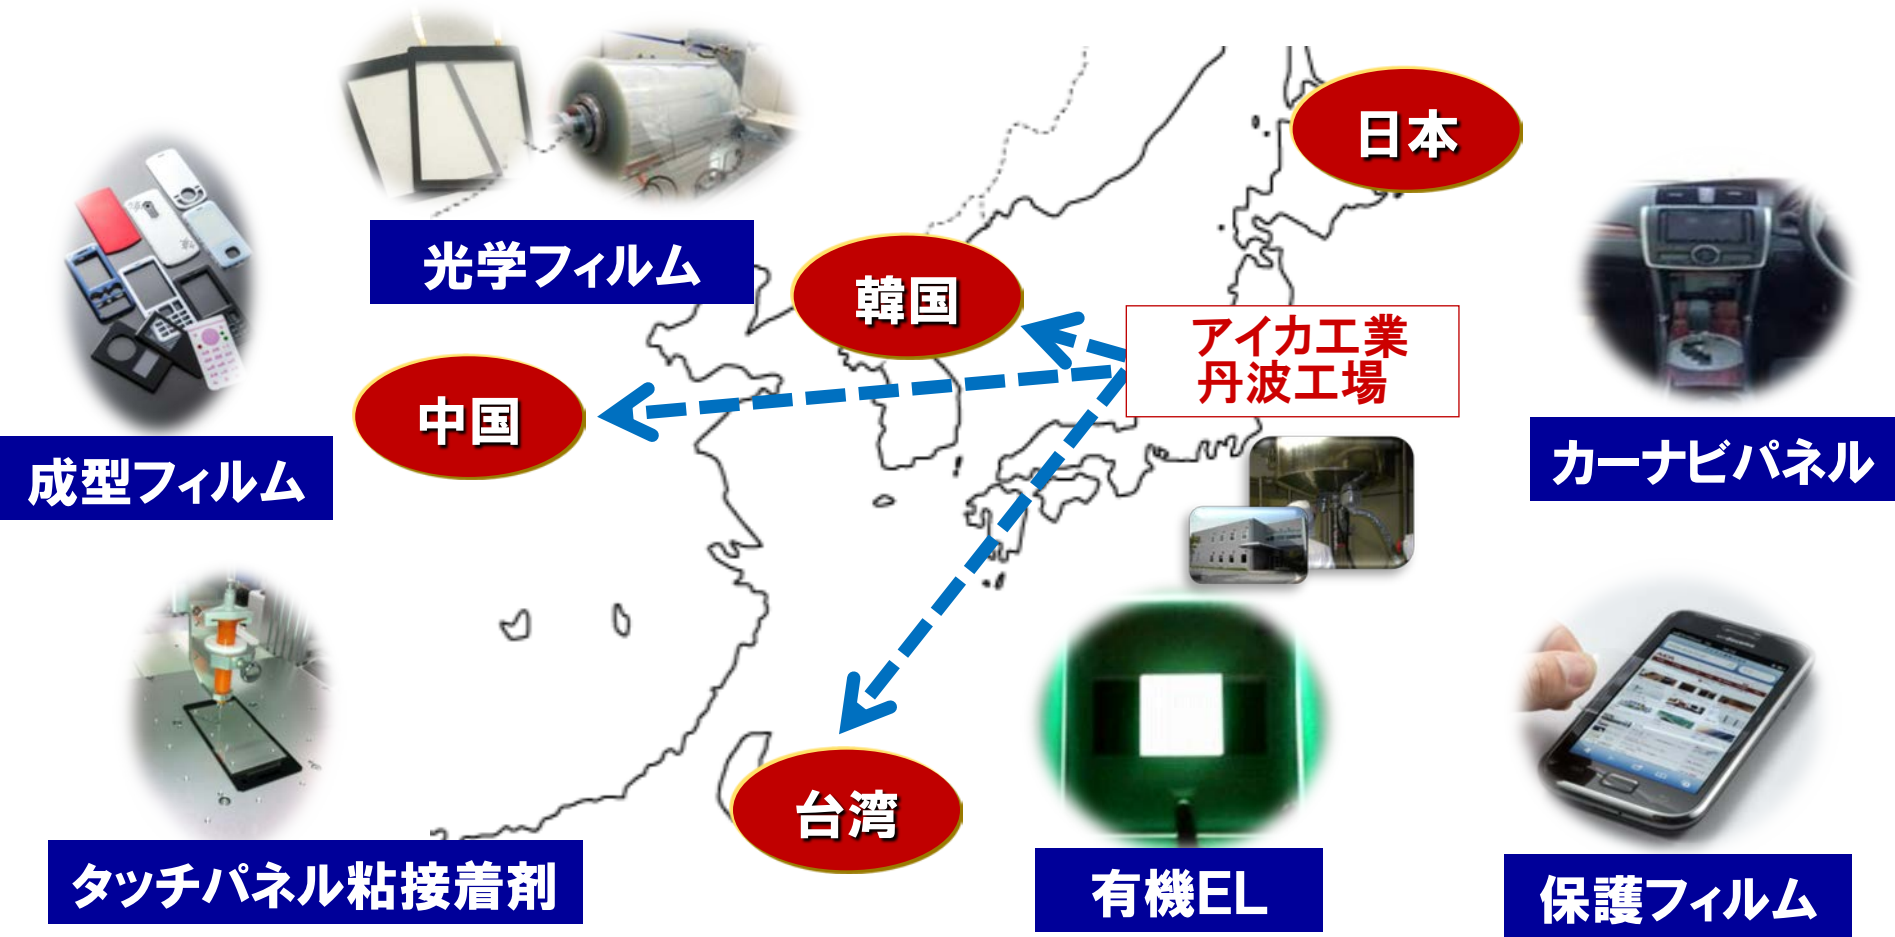 日本
光学フィルム
韓国
アイカ工業
丹波工場
中国
成型フィルム
カーナビパネル
台湾
タッチパネル粘接着剤
有機EL
保護フィルム